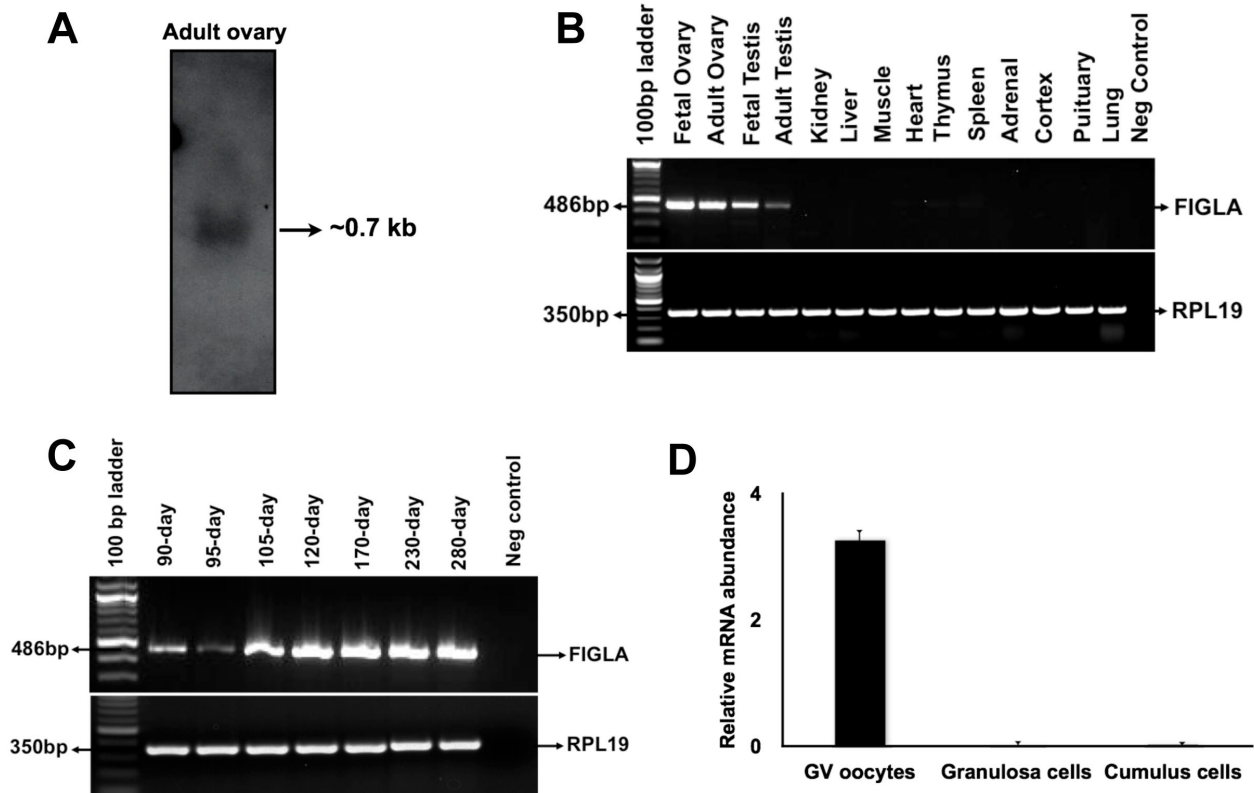 A
Adult ovary
~0.7 kb
B
100bp ladder
Fetal Ovary
Adult Ovary
Fetal Testis
Adult Testis
Kidney
Liver
Muscle
Heart
Thymus
Spleen
Adrenal
Cortex
Puituary
Lung
Neg Control
486bp
FIGLA
350bp
RPL19
C
100 bp ladder
90-day
95-day
105-day
120-day
170-day
230-day
280-day
Neg control
486bp
FIGLA
350bp
RPL19
D
Relative mRNA abundance
4
2
0
GV oocytes Granulosa cells Cumulus cells